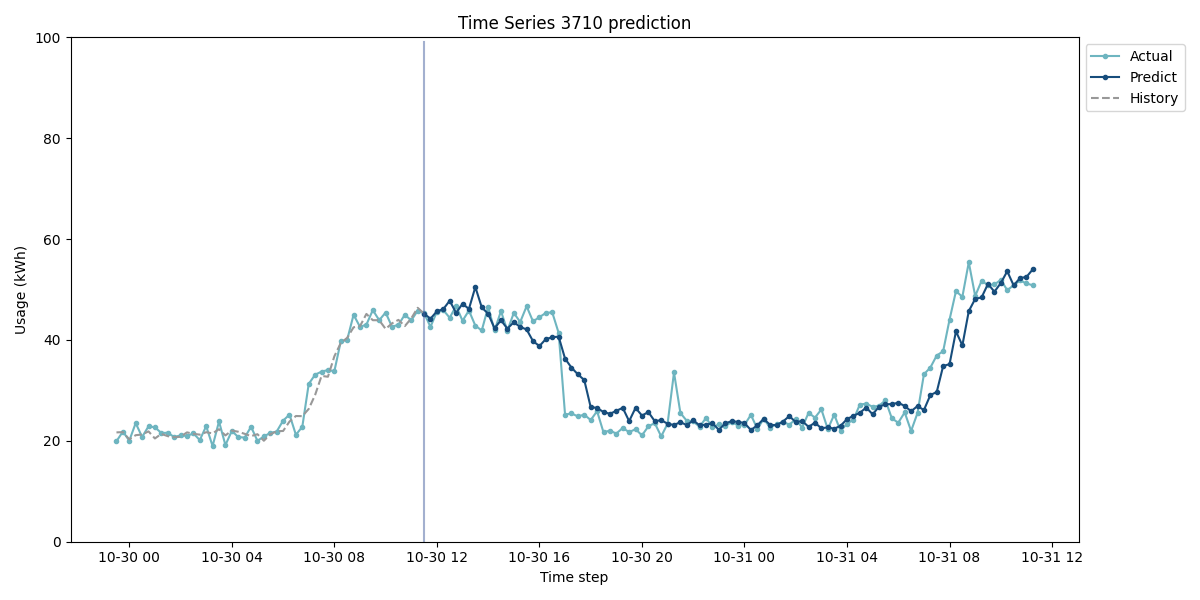 Time Series 3710 prediction
100
80
60
40
20
0
Usage (kWh)
10-30 00
10-30 04
10-30 08
10-30 12
10-30 16
10-30 20
10-31 00
10-31 04
10-31 08
10-31 12
Time step
Actual
Predict
History